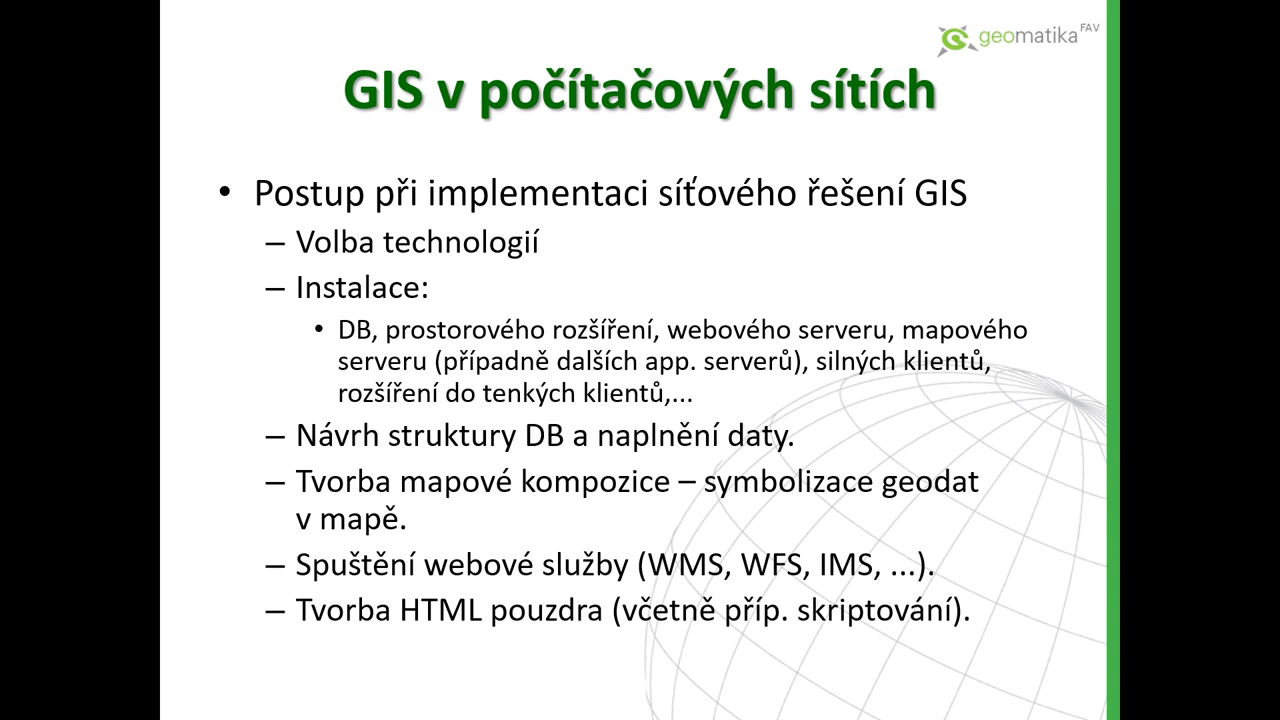 geomatika FAV
GIS v počítačových sítích
• Postup při implementaci síťového řešení GIS
– Volba technologií
– Instalace:
• DB, prostorového rozšíření, webového serveru, mapového
serveru (případně dalších app. serverů), silných klientů,
rozšíření do tenkých klientů,...
– Návrh struktury DB a naplnění daty.
– Tvorba mapové kompozice – symbolizace geodat
v mapě.
– Spuštění webové služby (WMS, WFS, IMS, ...).
– Tvorba HTML pouzdra (včetně příp. skriptování).